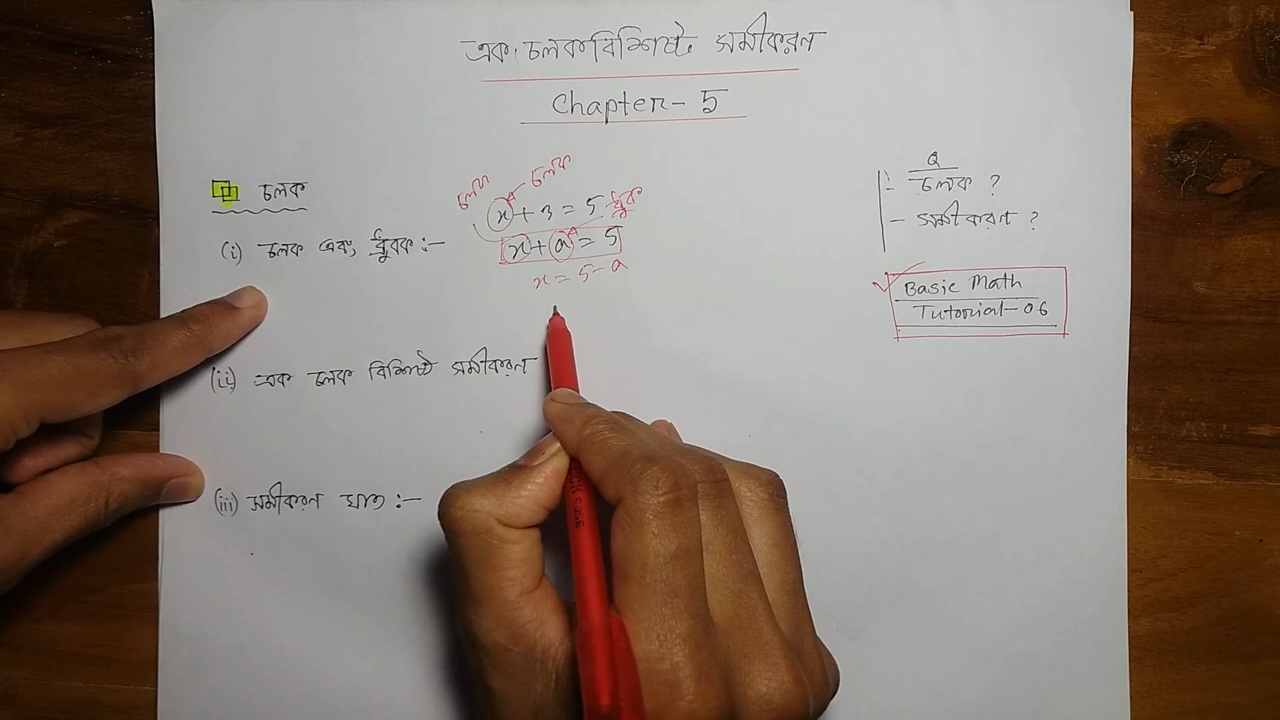 এক চলকবিশিষ্ট সমীকরণ
Chapter- 5
চলক
চলক
চলক
x + 3 = 5 ধ্রুবক
(i) চলক এবং ধ্রুবক :-
x + a = 5
x = 5 - a
(ii) এক চলক বিশিষ্ট সমীকরণ
(iii) সমীকরণ ঘাত :-
Q
- চলক ?
- সমীকরণ ?
Basic Math
Tutorial-06